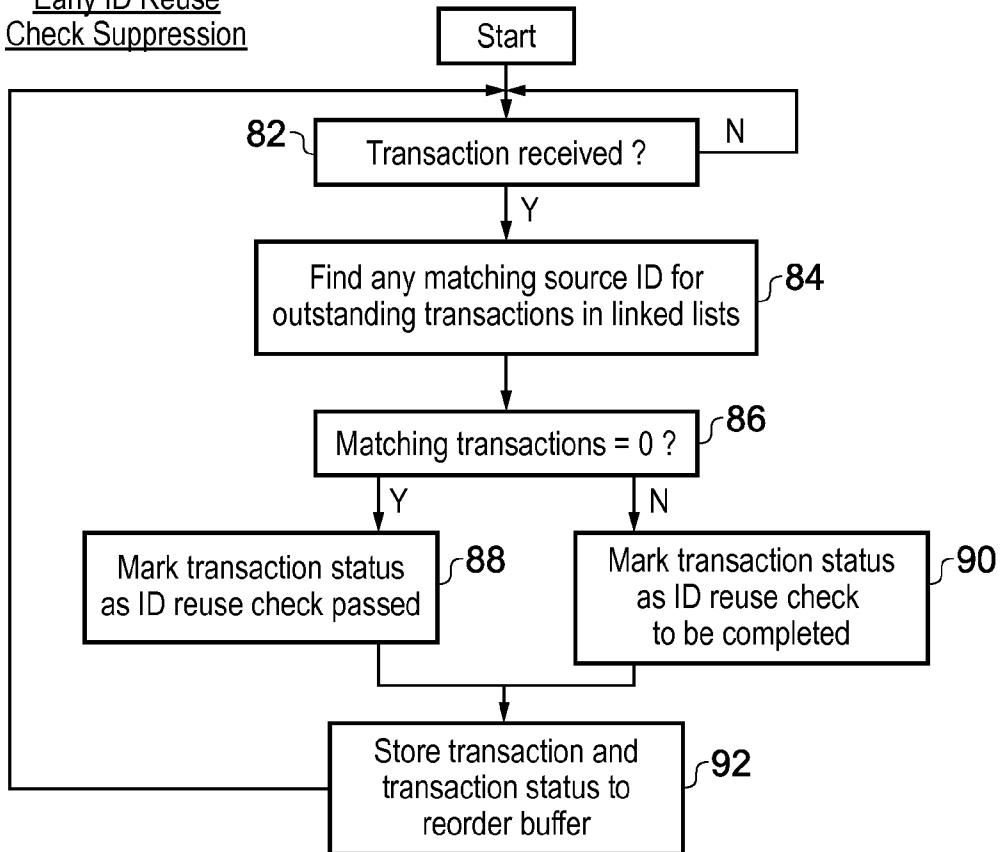 Early ID Reuse
Check Suppression
Start
82
Transaction received ?
N
Y
Find any matching source ID for
outstanding transactions in linked lists
84
Matching transactions = 0 ?
86
Y
N
Mark transaction status
as ID reuse check passed
88
Mark transaction status
as ID reuse check
to be completed
90
Store transaction and
transaction status to
reorder buffer
92